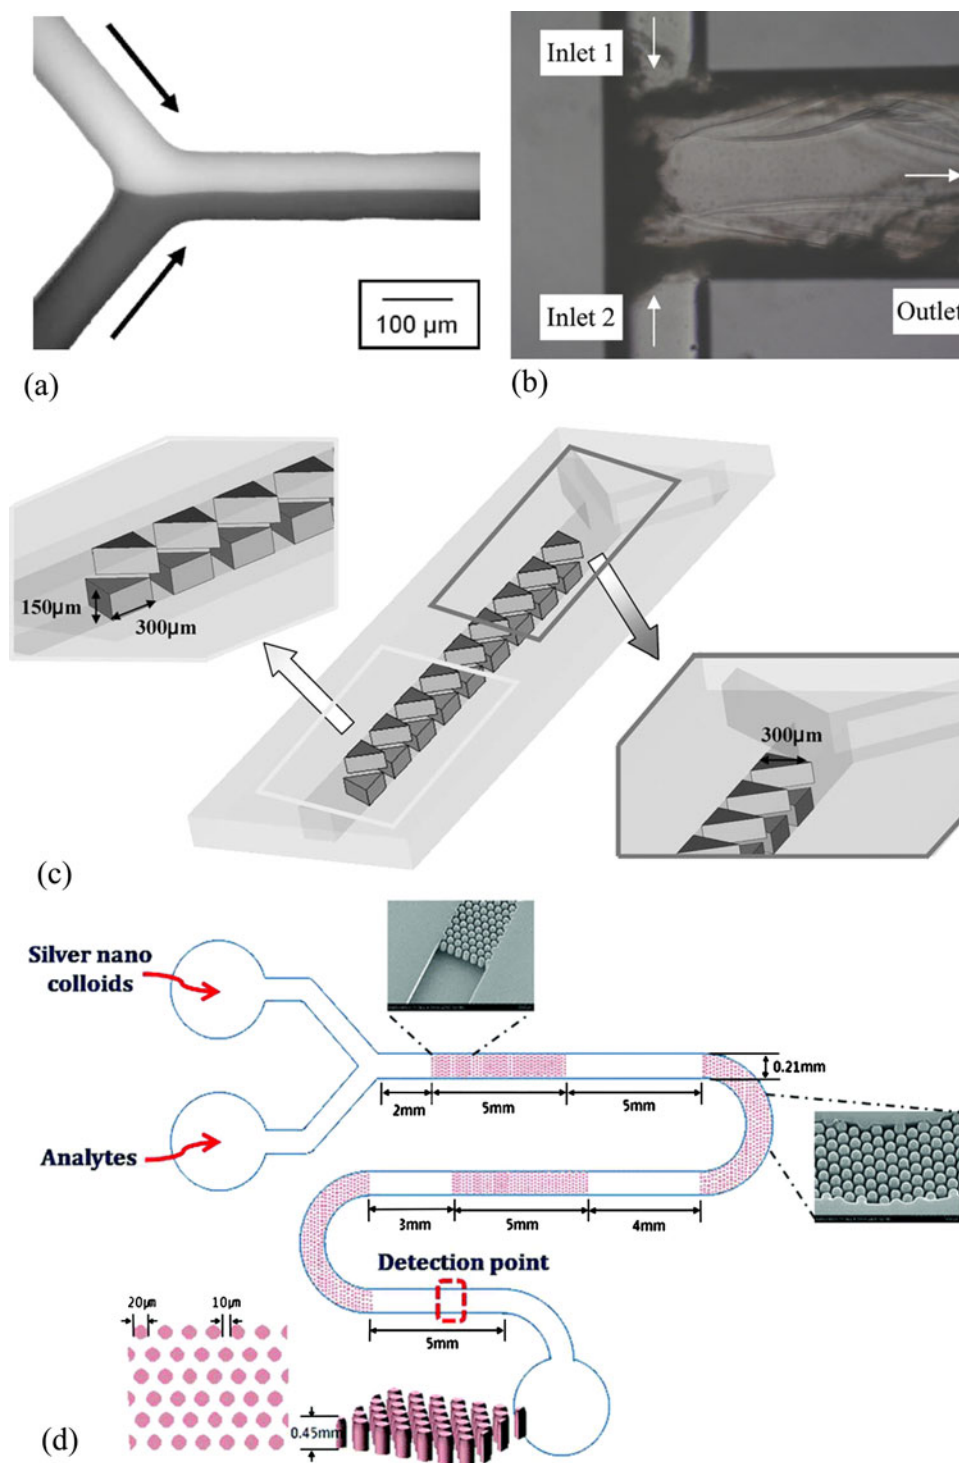 100 µm
(a)
Inlet 1
Inlet 2
Outlet
(b)
150µm
300µm
300µm
(c)
Silver nano
colloids
Analytes
2mm
5mm
5mm
0.21mm
3mm
5mm
4mm
Detection point
5mm
20µm
10µm
0.45mm
(d)